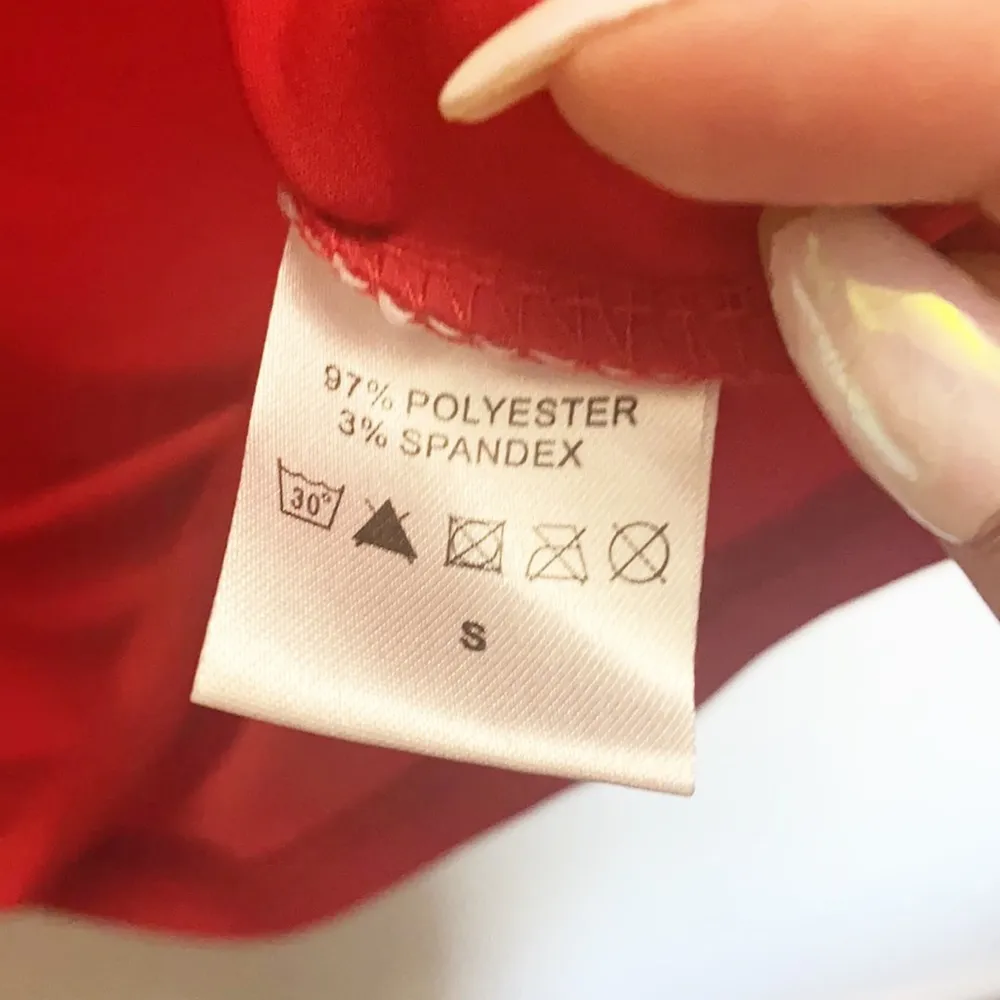 97% POLYESTER
3% SPANDEX
30°
S